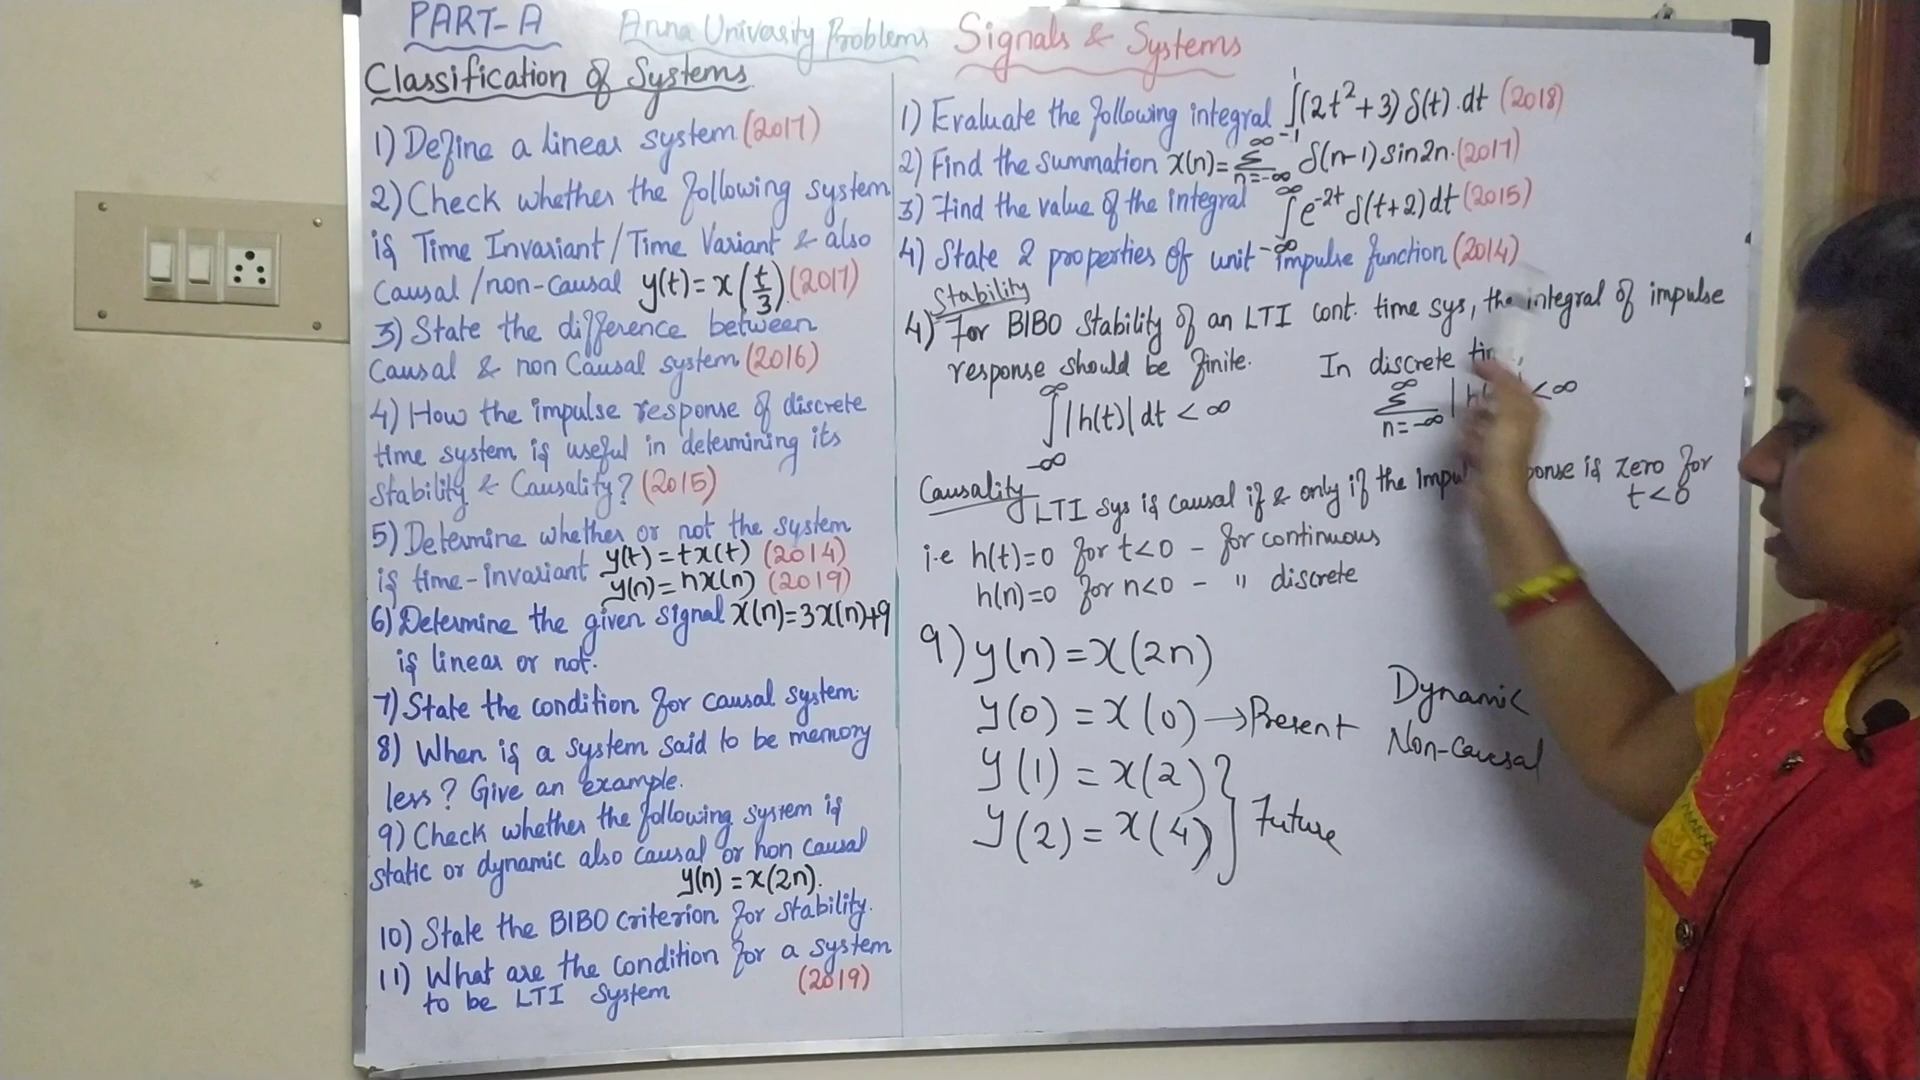 PART-A
Anna University Problems
Signals & Systems
Classification of Systems
1) Define a linear system (2017)
2) Check whether the following system
is Time Invariant/Time Variant & also
Causal/non-Causal y(t)=x(t/3).(2017)
3) State the difference between
Causal & non Causal system (2016)
4) How the impulse response of discrete
time system is useful in determining its
Stability & Causality? (2015)
5) Determine whether or not the system
is time-invariant y(t)=tx(t) (2014)
y(n)=nx(n) (2019)
6) Determine the given signal x(n)=3x(n)+9
is linear or not.
7) State the condition for causal system.
8) When is a system said to be memory
less? Give an example.
9) Check whether the following system is
static or dynamic also causal or non causal
y(n)=x(2n).
10) State the BIBO criterion for stability.
11) What are the condition for a system
to be LTI System (2019)
1) Evaluate the following integral ∫₋₁¹(2t²+3) δ(t).dt (2018)
2) Find the summation x(n)=Σ_{n=-∞}^{∞} δ(n-1) sin2n.(2017)
3) Find the value of the integral ∫_{-∞}^{∞} e^{-2t} δ(t+2)dt (2015)
4) State 2 properties of unit impulse function (2014)
Stability
4) For BIBO Stability of an LTI cont. time sys, the integral of impulse
response should be finite. In discrete
∫_{-∞}^{∞} |h(t)| dt < ∞ Σ_{n=-∞}^{∞} | <∞
Causality
LTI sys is causal if & only if the is zero for
t<0
i.e h(t)=0 for t<0 - for continuous
h(n)=0 for n<0 - " discrete
9) y(n)=x(2n)
y(0)=x(0)→Present
Dynamic
Non-causal
y(1)=x(2)
y(2)=x(4)} Future